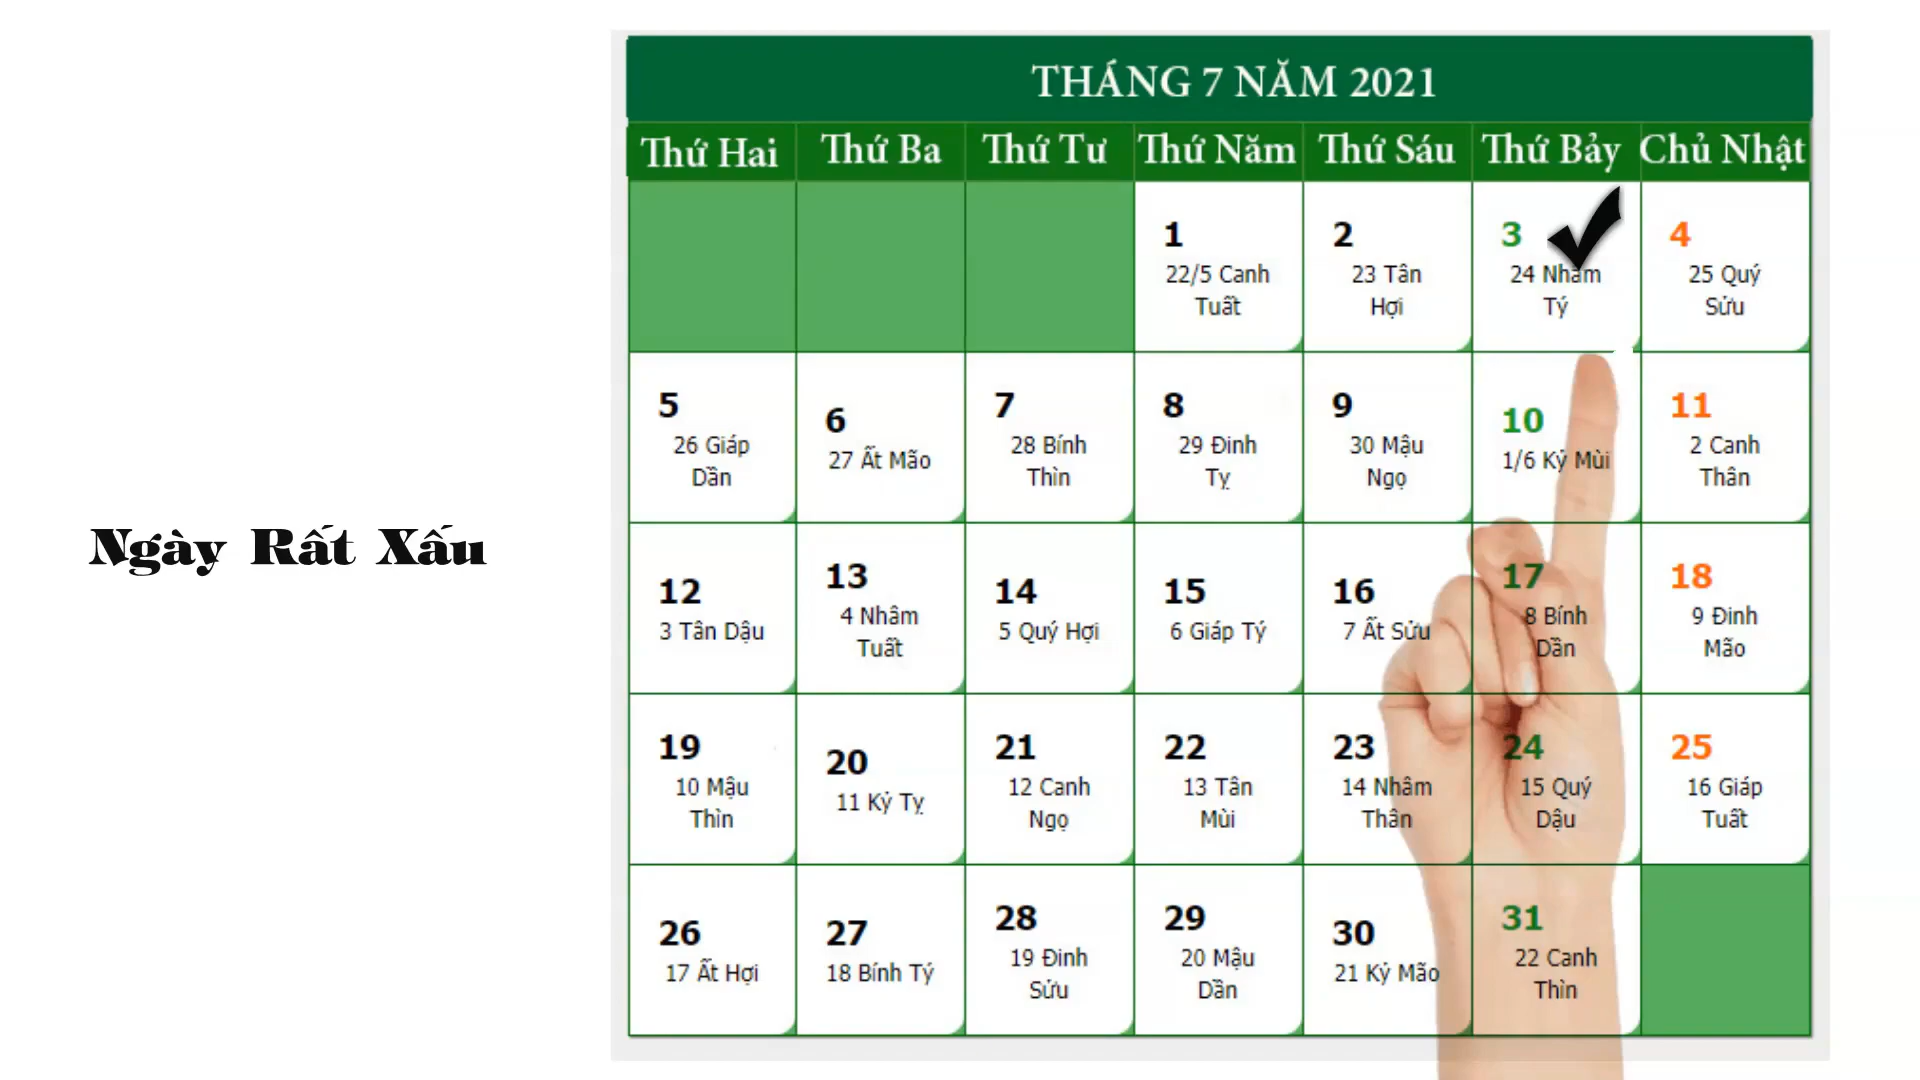 THÁNG 7 NĂM 2021
Thứ Hai Thứ Ba Thứ Tư Thứ Năm Thứ Sáu Thứ Bảy Chủ Nhật
1 2 3 4
22/5 Canh Tuất 23 Tân Hợi 24 Nhâm Tý 25 Quý Sửu
5 6 7 8 9 10 11
26 Giáp Dần 27 Ất Mão 28 Bính Thìn 29 Đinh Tỵ 30 Mậu Ngọ 1/6 Kỷ Mùi 2 Canh Thân
Ngày Rất Xấu
12 13 14 15 16 17 18
3 Tân Dậu 4 Nhâm Tuất 5 Quý Hợi 6 Giáp Tý 7 Ất Sửu 8 Bính Dần 9 Đinh Mão
19 20 21 22 23 24 25
10 Mậu Thìn 11 Kỷ Tỵ 12 Canh Ngọ 13 Tân Mùi 14 Nhâm Thân 15 Quý Dậu 16 Giáp Tuất
26 27 28 29 30 31
17 Ất Hợi 18 Bính Tý 19 Đinh Sửu 20 Mậu Dần 21 Kỷ Mão 22 Canh Thìn